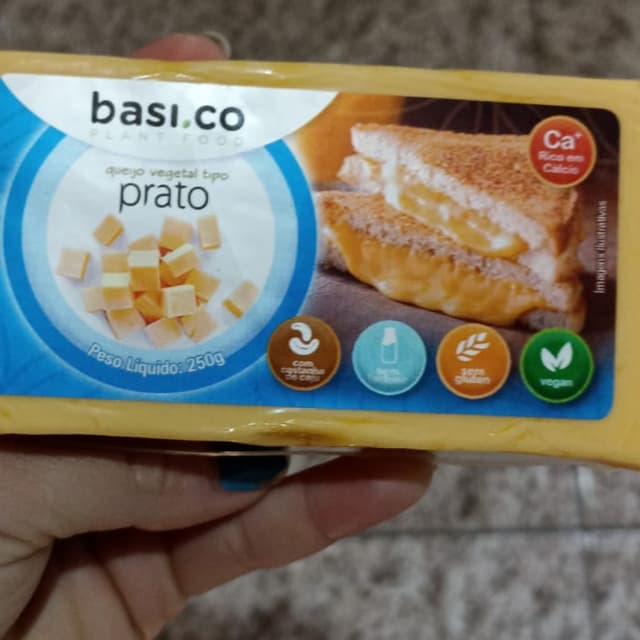 basi.co
PLANT FOOD
queijo vegetal tipo
prato
Peso Líquido: 250g
Ca+
Rico em
Cálcio
Imagens Ilustrativas
com
castanha
de caju
sem
glúten
vegan